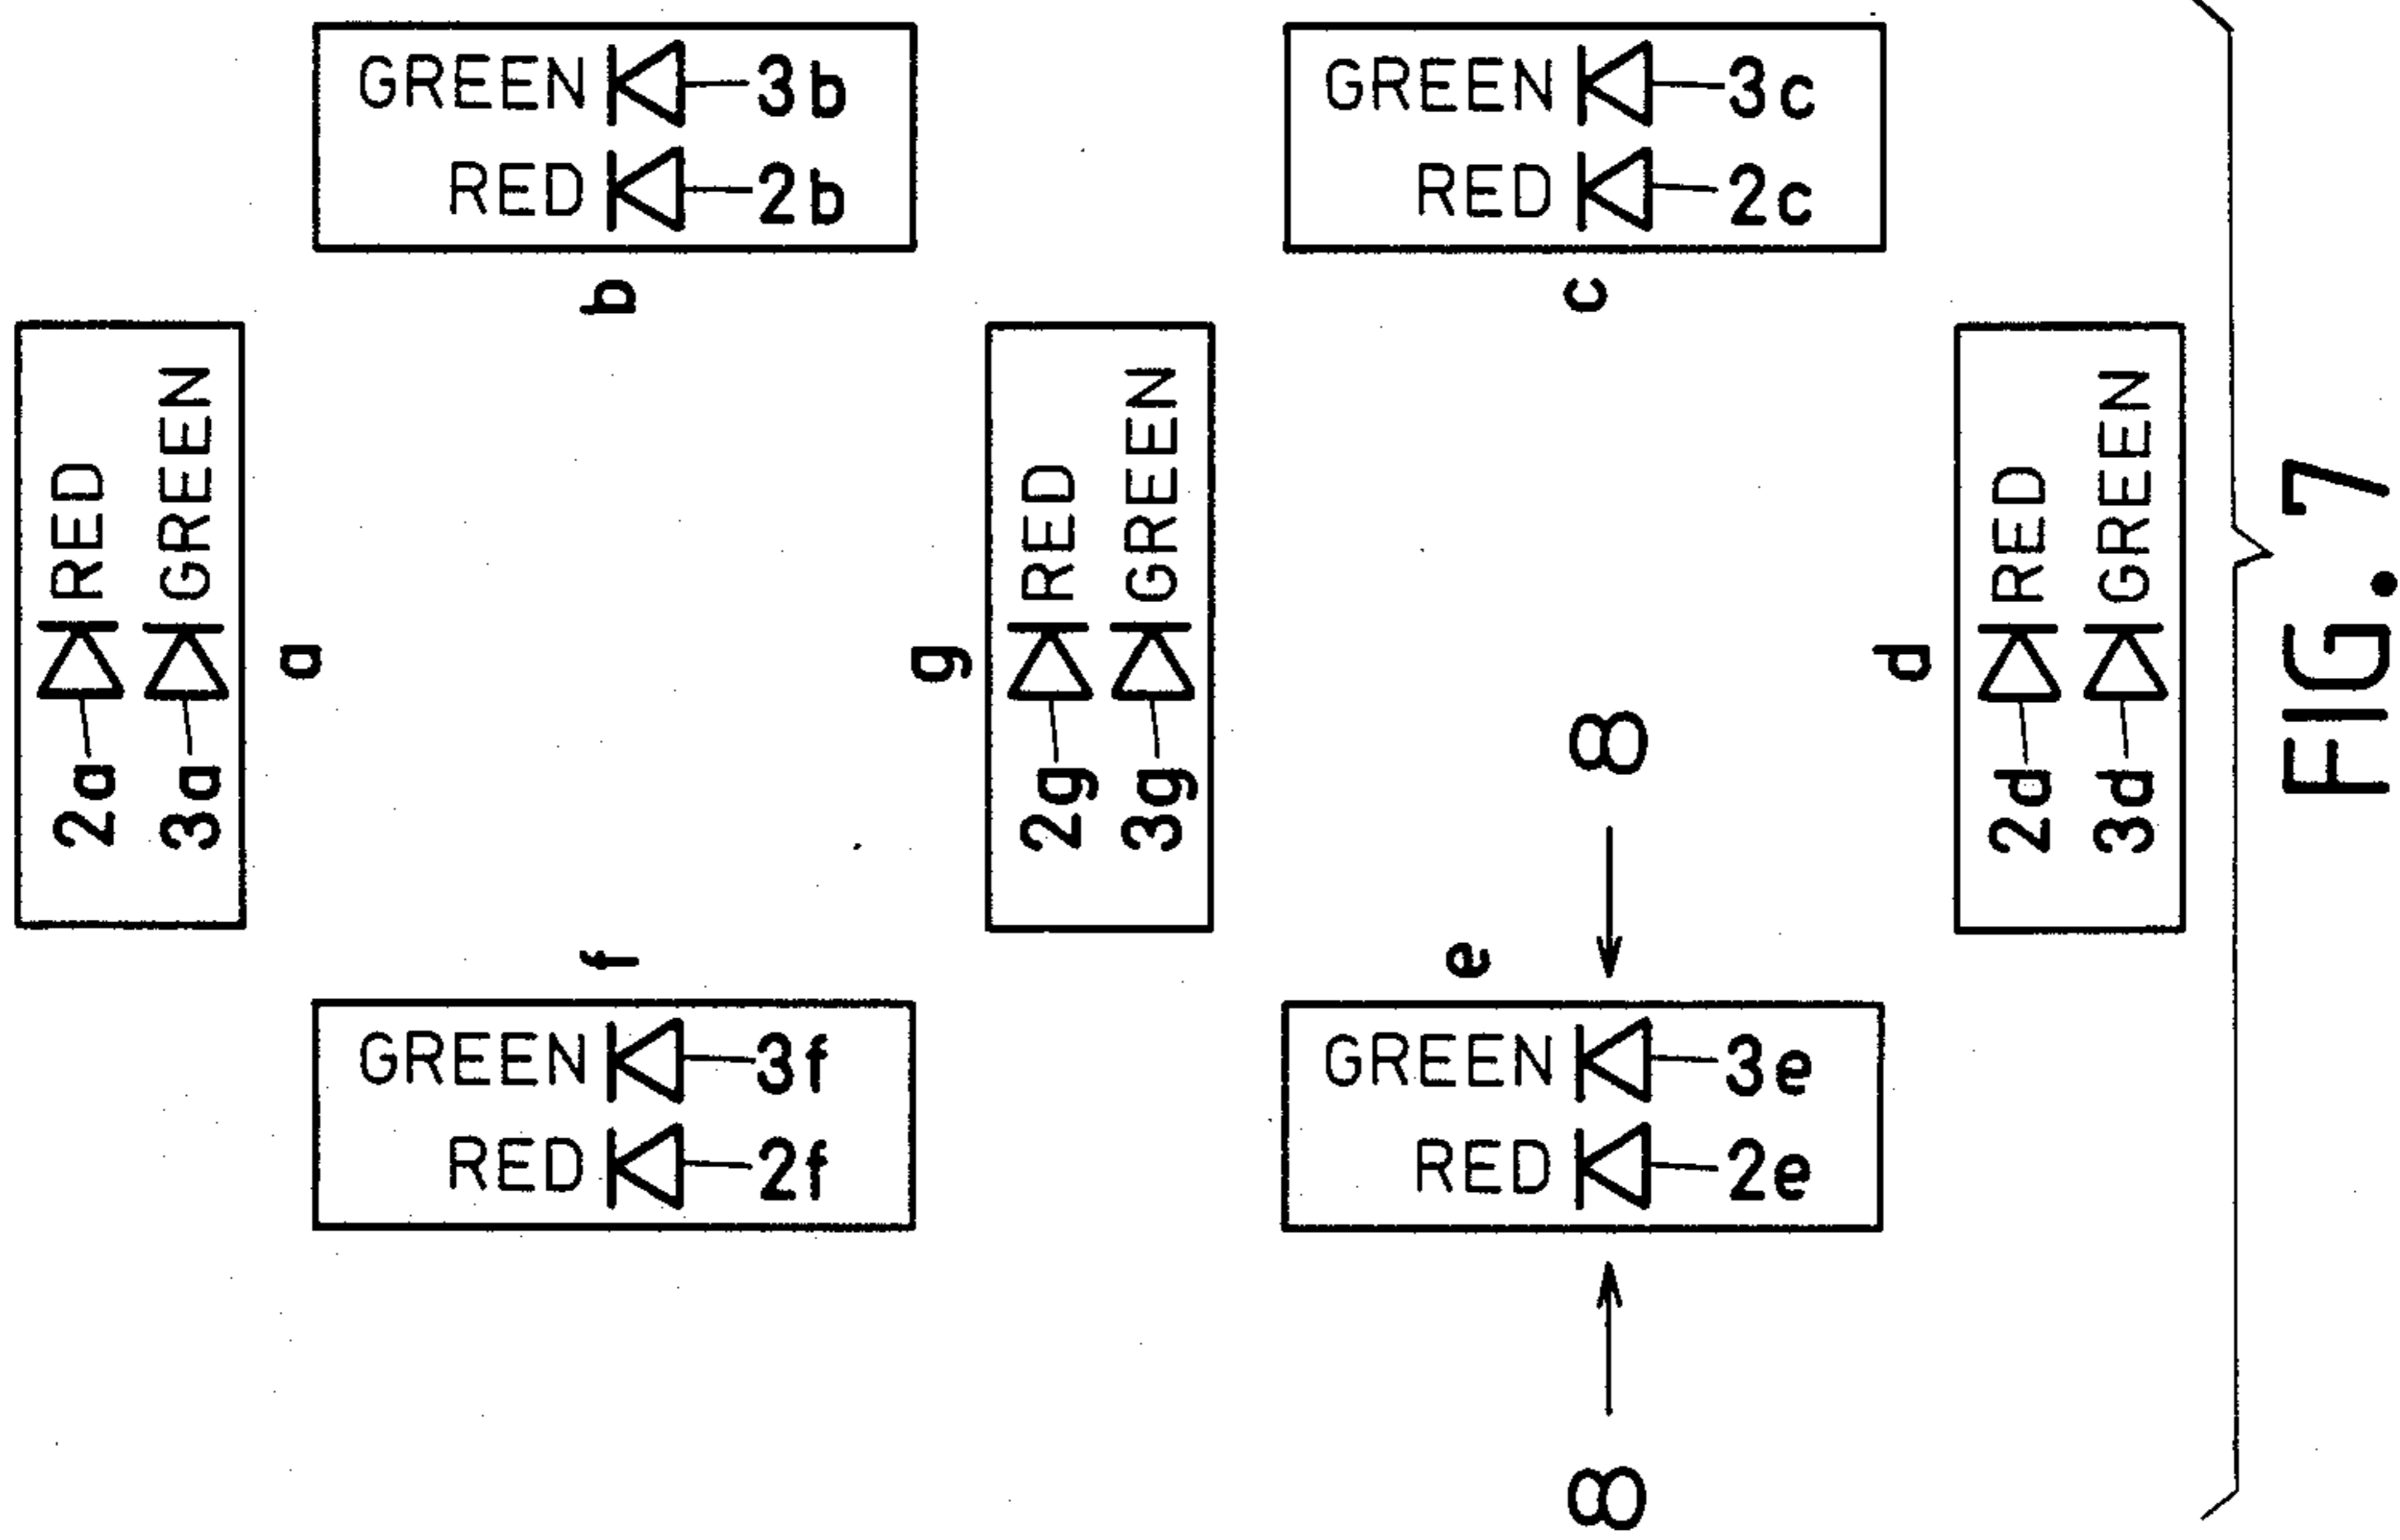 GREEN 3b
RED 2b
b
GREEN 3c
RED 2c
c
2a RED
3a GREEN
a
g
2g RED
3g GREEN
d
2d RED
3d GREEN
f
GREEN 3f
RED 2f
e
GREEN 3e
RED 2e
8
8
FIG. 7